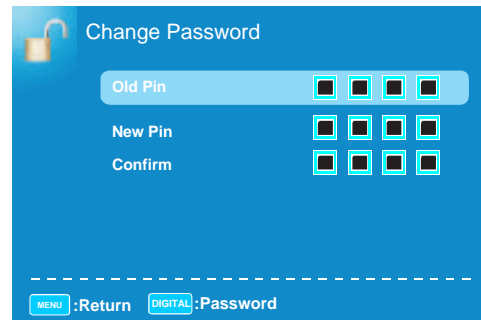 Change Password
Old Pin
New Pin
Confirm
MENU :Return DIGITAL :Password